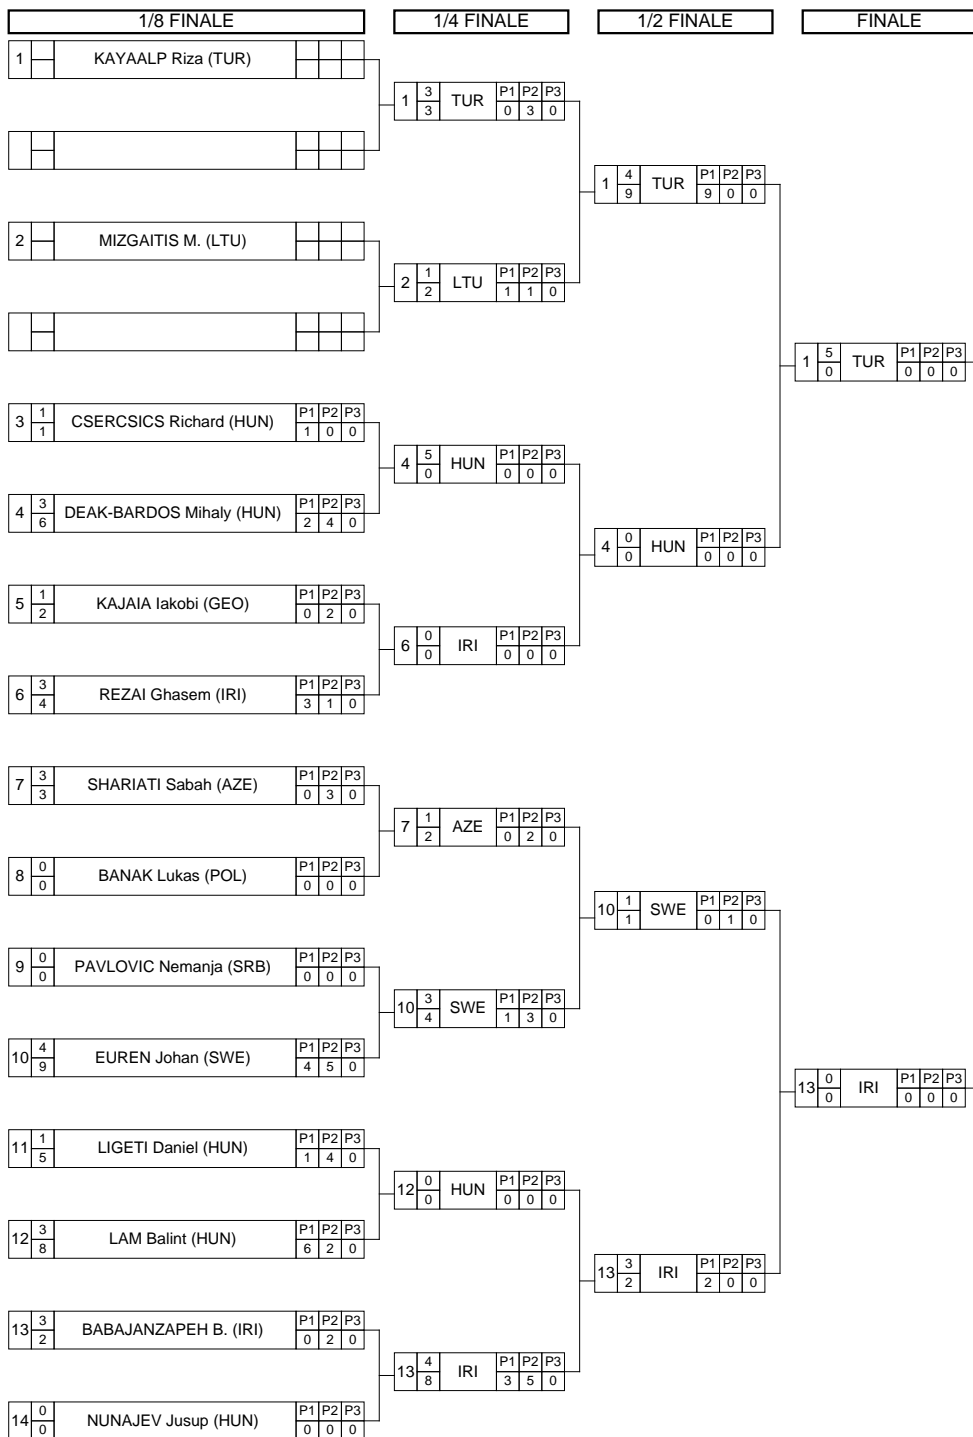 1/8 FINALE 1/4 FINALE 1/2 FINALE FINALE
1 KAYAALP Riza (TUR)
1 3 3 TUR P1 P2 P3 0 3 0
1 4 9 TUR P1 P2 P3 9 0 0
2 MIZGAITIS M. (LTU)
2 1 2 LTU P1 P2 P3 1 1 0
1 5 0 TUR P1 P2 P3 0 0 0
3 1 1 CSERCSICS Richard (HUN) P1 P2 P3 1 0 0
4 5 0 HUN P1 P2 P3 0 0 0
4 3 6 DEAK-BARDOS Mihaly (HUN) P1 P2 P3 2 4 0
4 0 0 HUN P1 P2 P3 0 0 0
5 1 2 KAJAIA Iakobi (GEO) P1 P2 P3 0 2 0
6 0 0 IRI P1 P2 P3 0 0 0
6 3 4 REZAI Ghasem (IRI) P1 P2 P3 3 1 0
7 3 3 SHARIATI Sabah (AZE) P1 P2 P3 0 3 0
7 1 2 AZE P1 P2 P3 0 2 0
8 0 0 BANAK Lukas (POL) P1 P2 P3 0 0 0
10 1 1 SWE P1 P2 P3 0 1 0
9 0 0 PAVLOVIC Nemanja (SRB) P1 P2 P3 0 0 0
10 3 4 SWE P1 P2 P3 1 3 0
10 4 9 EUREN Johan (SWE) P1 P2 P3 4 5 0
13 0 0 IRI P1 P2 P3 0 0 0
11 1 5 LIGETI Daniel (HUN) P1 P2 P3 1 4 0
12 0 0 HUN P1 P2 P3 0 0 0
12 3 8 LAM Balint (HUN) P1 P2 P3 6 2 0
13 3 2 IRI P1 P2 P3 2 0 0
13 3 2 BABAJANZAPEH B. (IRI) P1 P2 P3 0 2 0
13 4 8 IRI P1 P2 P3 3 5 0
14 0 0 NUNAJEV Jusup (HUN) P1 P2 P3 0 0 0